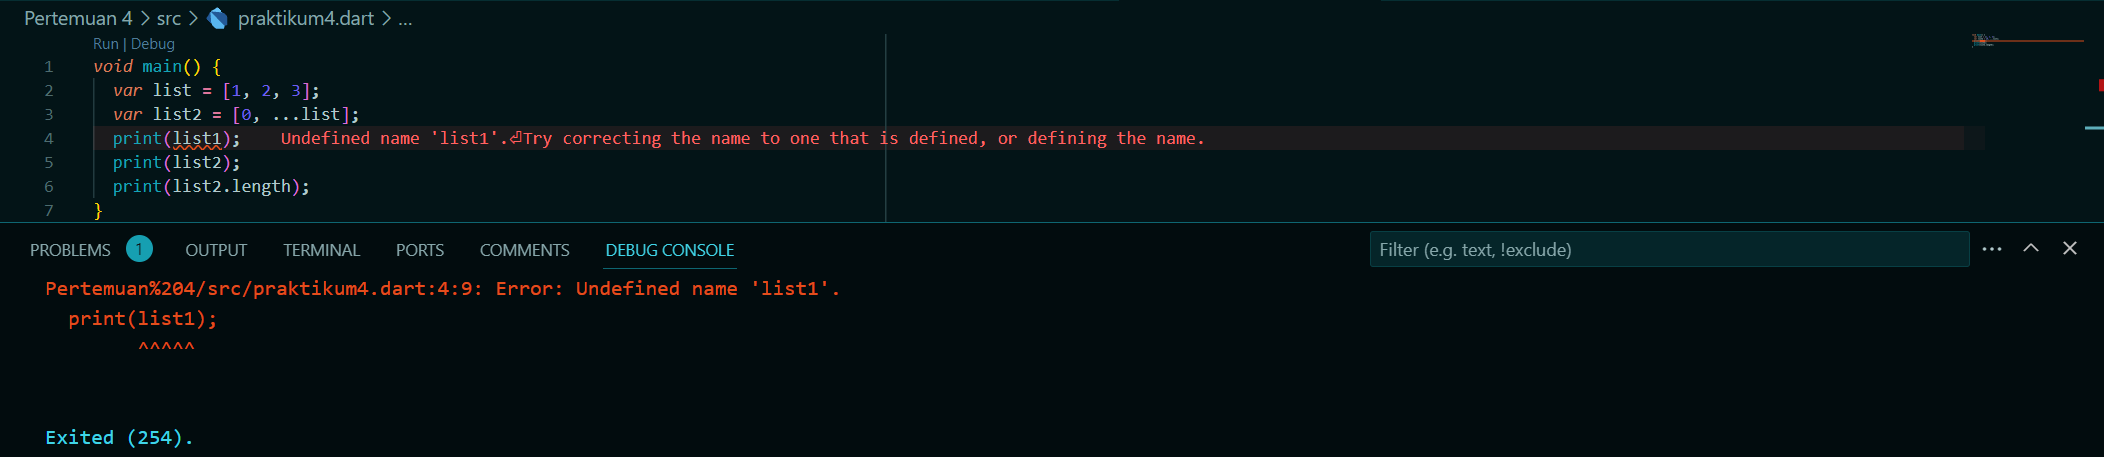 Pertemuan 4 > src > praktikum4.dart > ...
Run | Debug
1 void main() {
2 var list = [1, 2, 3];
3 var list2 = [0, ...list];
4 print(list1); Undefined name 'list1'.⏎Try correcting the name to one that is defined, or defining the name.
5 print(list2);
6 print(list2.length);
7 }
PROBLEMS 1 OUTPUT TERMINAL PORTS COMMENTS DEBUG CONSOLE Filter (e.g. text, !exclude) ...
Pertemuan%204/src/praktikum4.dart:4:9: Error: Undefined name 'list1'.
print(list1);
^^^^^
Exited (254).